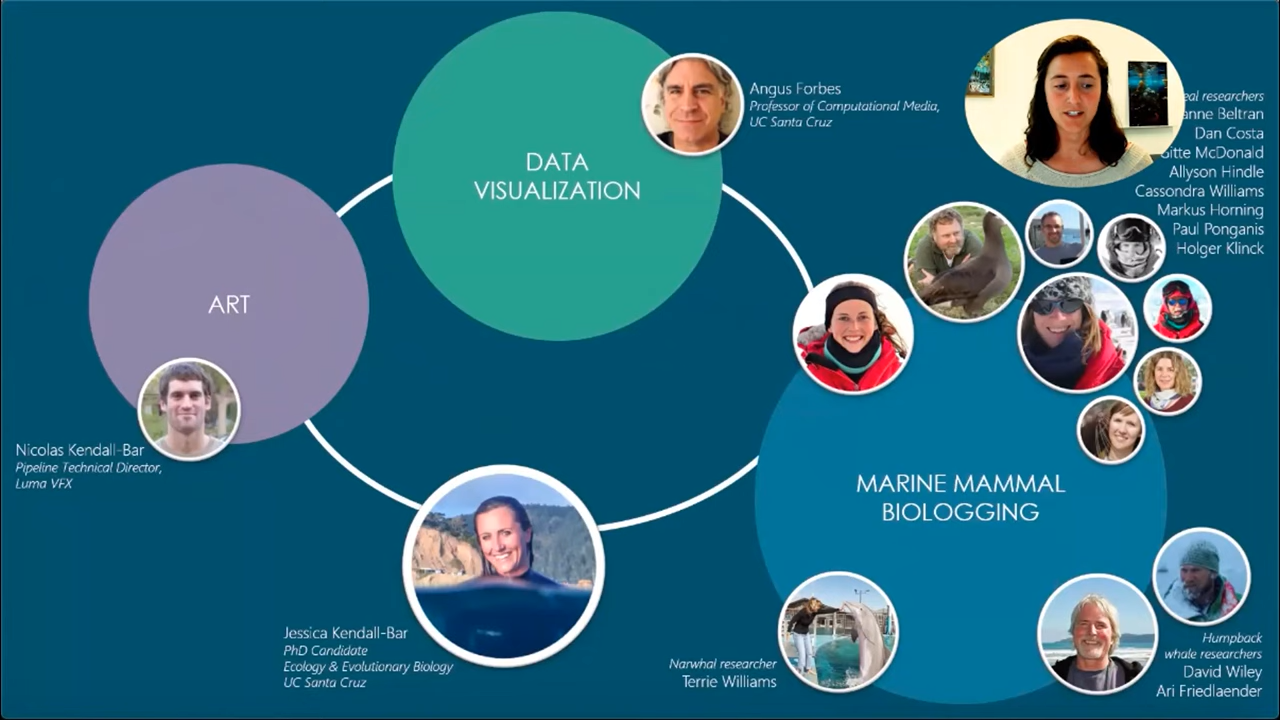 Angus Forbes
Professor of Computational Media,
UC Santa Cruz
DATA
VISUALIZATION
researchers
Beltran
Dan Costa
McDonald
Allyson Hindle
Cassondra Williams
Markus Horning
Paul Ponganis
Holger Klinck
ART
Nicolas Kendall-Bar
Pipeline Technical Director,
Luma VFX
MARINE MAMMAL
BIOLOGGING
Jessica Kendall-Bar
PhD Candidate
Ecology & Evolutionary Biology
UC Santa Cruz
Narwhal researcher
Terrie Williams
Humpback
whale researchers
David Wiley
Ari Friedlaender